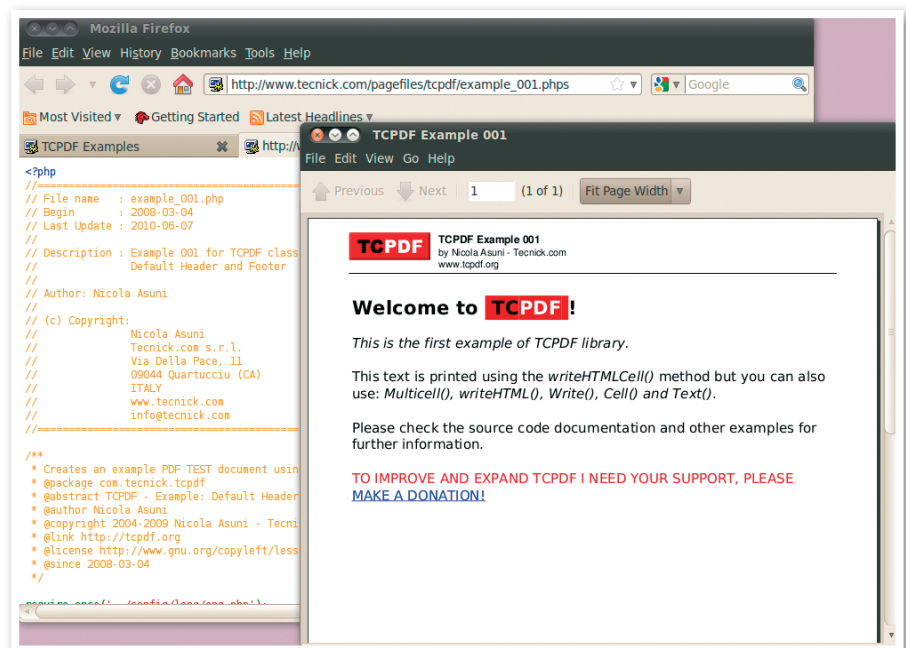 Mozilla Firefox
File Edit View History Bookmarks Tools Help
http://www.tecnick.com/pagefiles/tcpdf/example_001.phps
Google
Most Visited Getting Started Latest Headlines
TCPDF Examples
http://
<?php
//==========================================
// File name : example_001.php
// Begin : 2008-03-04
// Last Update : 2010-06-07
//
// Description : Example 001 for TCPDF class
// Default Header and Footer
//
// Author: Nicola Asuni
//
// (c) Copyright:
// Nicola Asuni
// Tecnick.com s.r.l.
// Via Della Pace, 11
// 09044 Quartucciu (CA)
// ITALY
// www.tecnick.com
// info@tecnick.com
//==========================================
/**
* Creates an example PDF TEST document usin
* @package com.tecnick.tcpdf
* @abstract TCPDF - Example: Default Header
* @author Nicola Asuni
* @copyright 2004-2009 Nicola Asuni - Tecni
* @link http://tcpdf.org
* @license http://www.gnu.org/copyleft/less
* @since 2008-03-04
*/
TCPDF Example 001
File Edit View Go Help
Previous Next 1 (1 of 1) Fit Page Width
TCPDF
TCPDF Example 001
by Nicola Asuni - Tecnick.com
www.tcpdf.org
Welcome to TCPDF!
This is the first example of TCPDF library.
This text is printed using the writeHTMLCell() method but you can also
use: Multicell(), writeHTML(), Write(), Cell() and Text().
Please check the source code documentation and other examples for
further information.
TO IMPROVE AND EXPAND TCPDF I NEED YOUR SUPPORT, PLEASE
MAKE A DONATION!